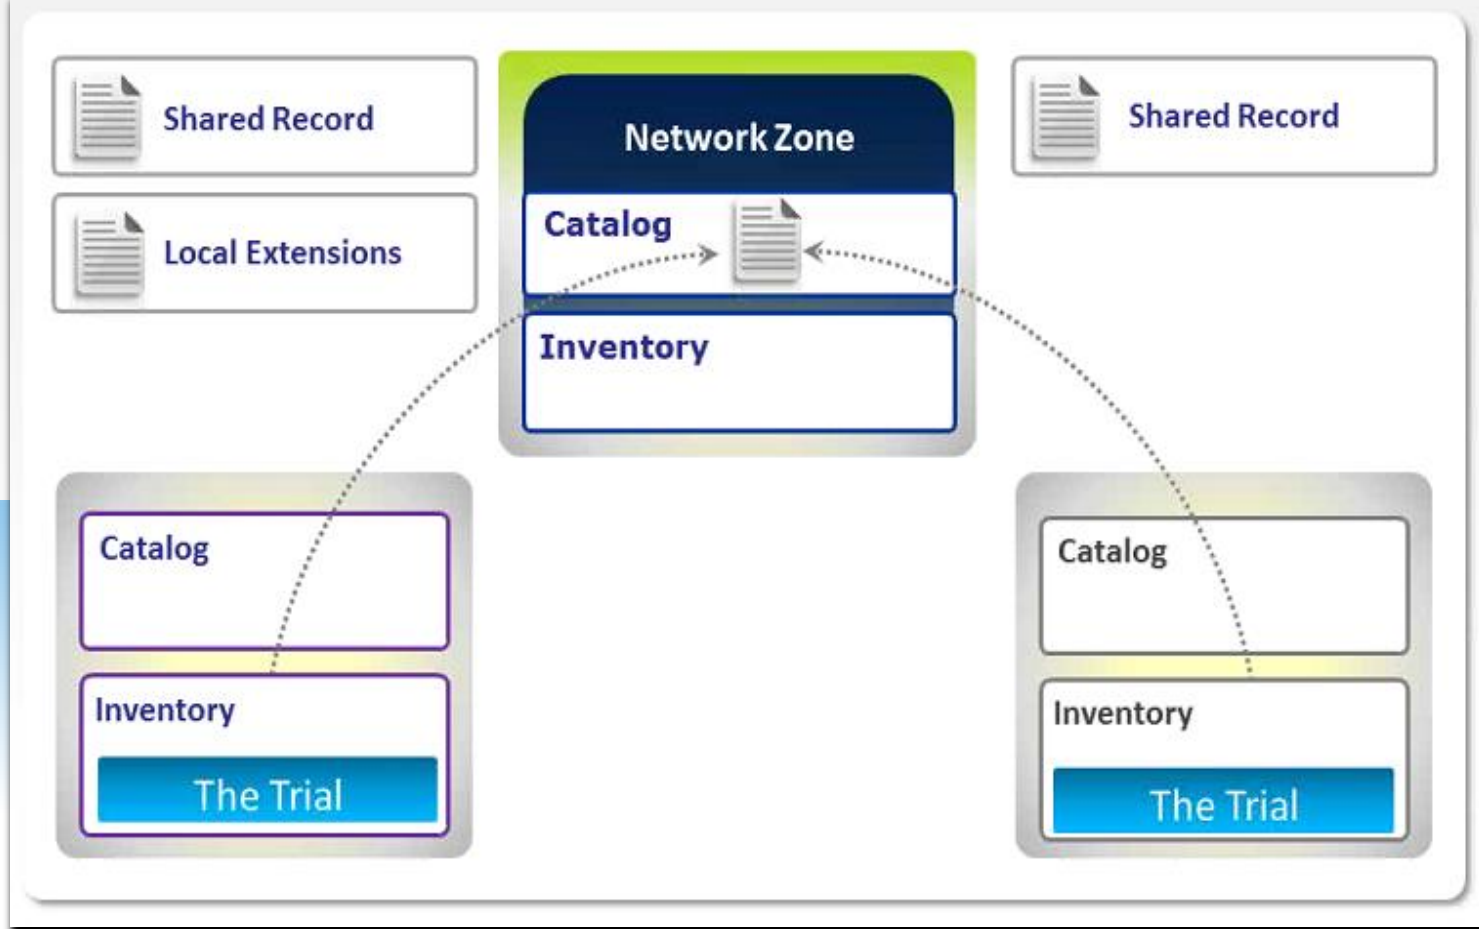 Shared Record
Local Extensions
Network Zone
Catalog
Inventory
Shared Record
Catalog
Inventory
The Trial
Catalog
Inventory
The Trial